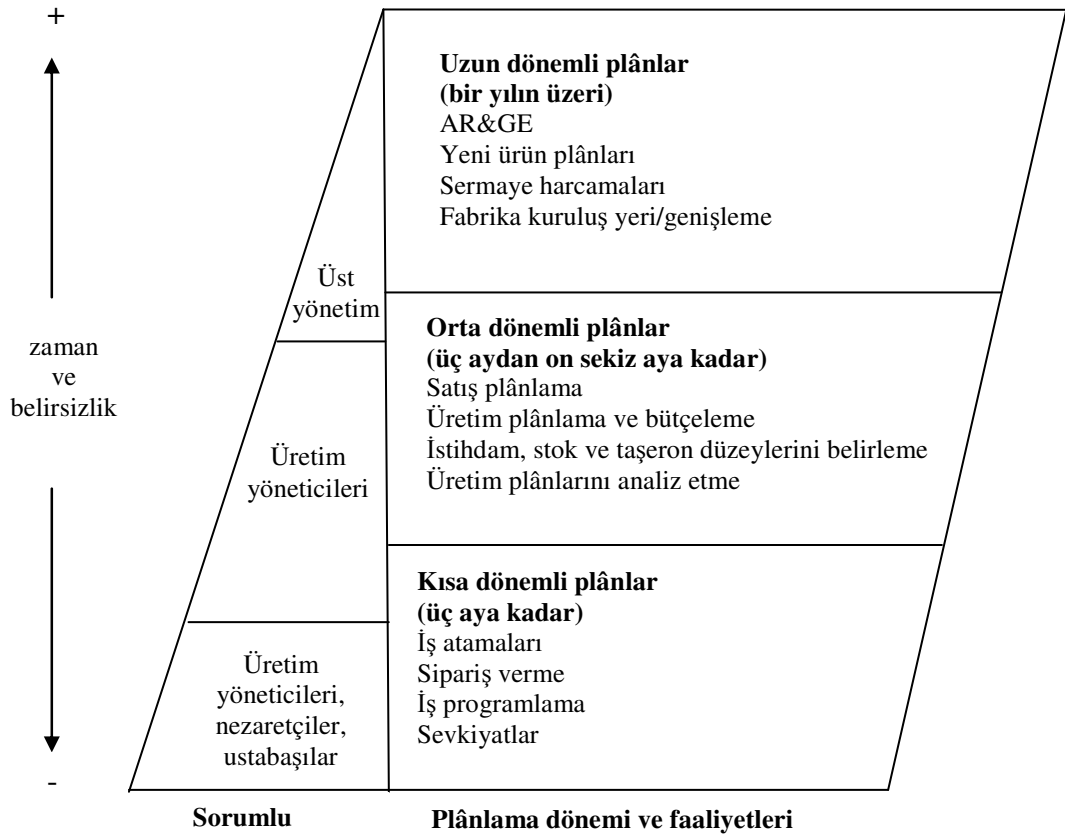 +
Uzun dönemli plânlar
(bir yılın üzeri)
AR&GE
Yeni ürün plânları
Sermaye harcamaları
Fabrika kuruluş yeri/genişleme
Üst
yönetim
zaman
ve
belirsizlik
Orta dönemli plânlar
(üç aydan on sekiz aya kadar)
Satış plânlama
Üretim plânlama ve bütçeleme
İstihdam, stok ve taşeron düzeylerini belirleme
Üretim plânlarını analiz etme
Üretim
yöneticileri
Kısa dönemli plânlar
(üç aya kadar)
İş atamaları
Sipariş verme
İş programlama
Sevkiyatlar
Üretim
yöneticileri,
nezaretçiler,
ustabaşılar
-
Sorumlu
Plânlama dönemi ve faaliyetleri